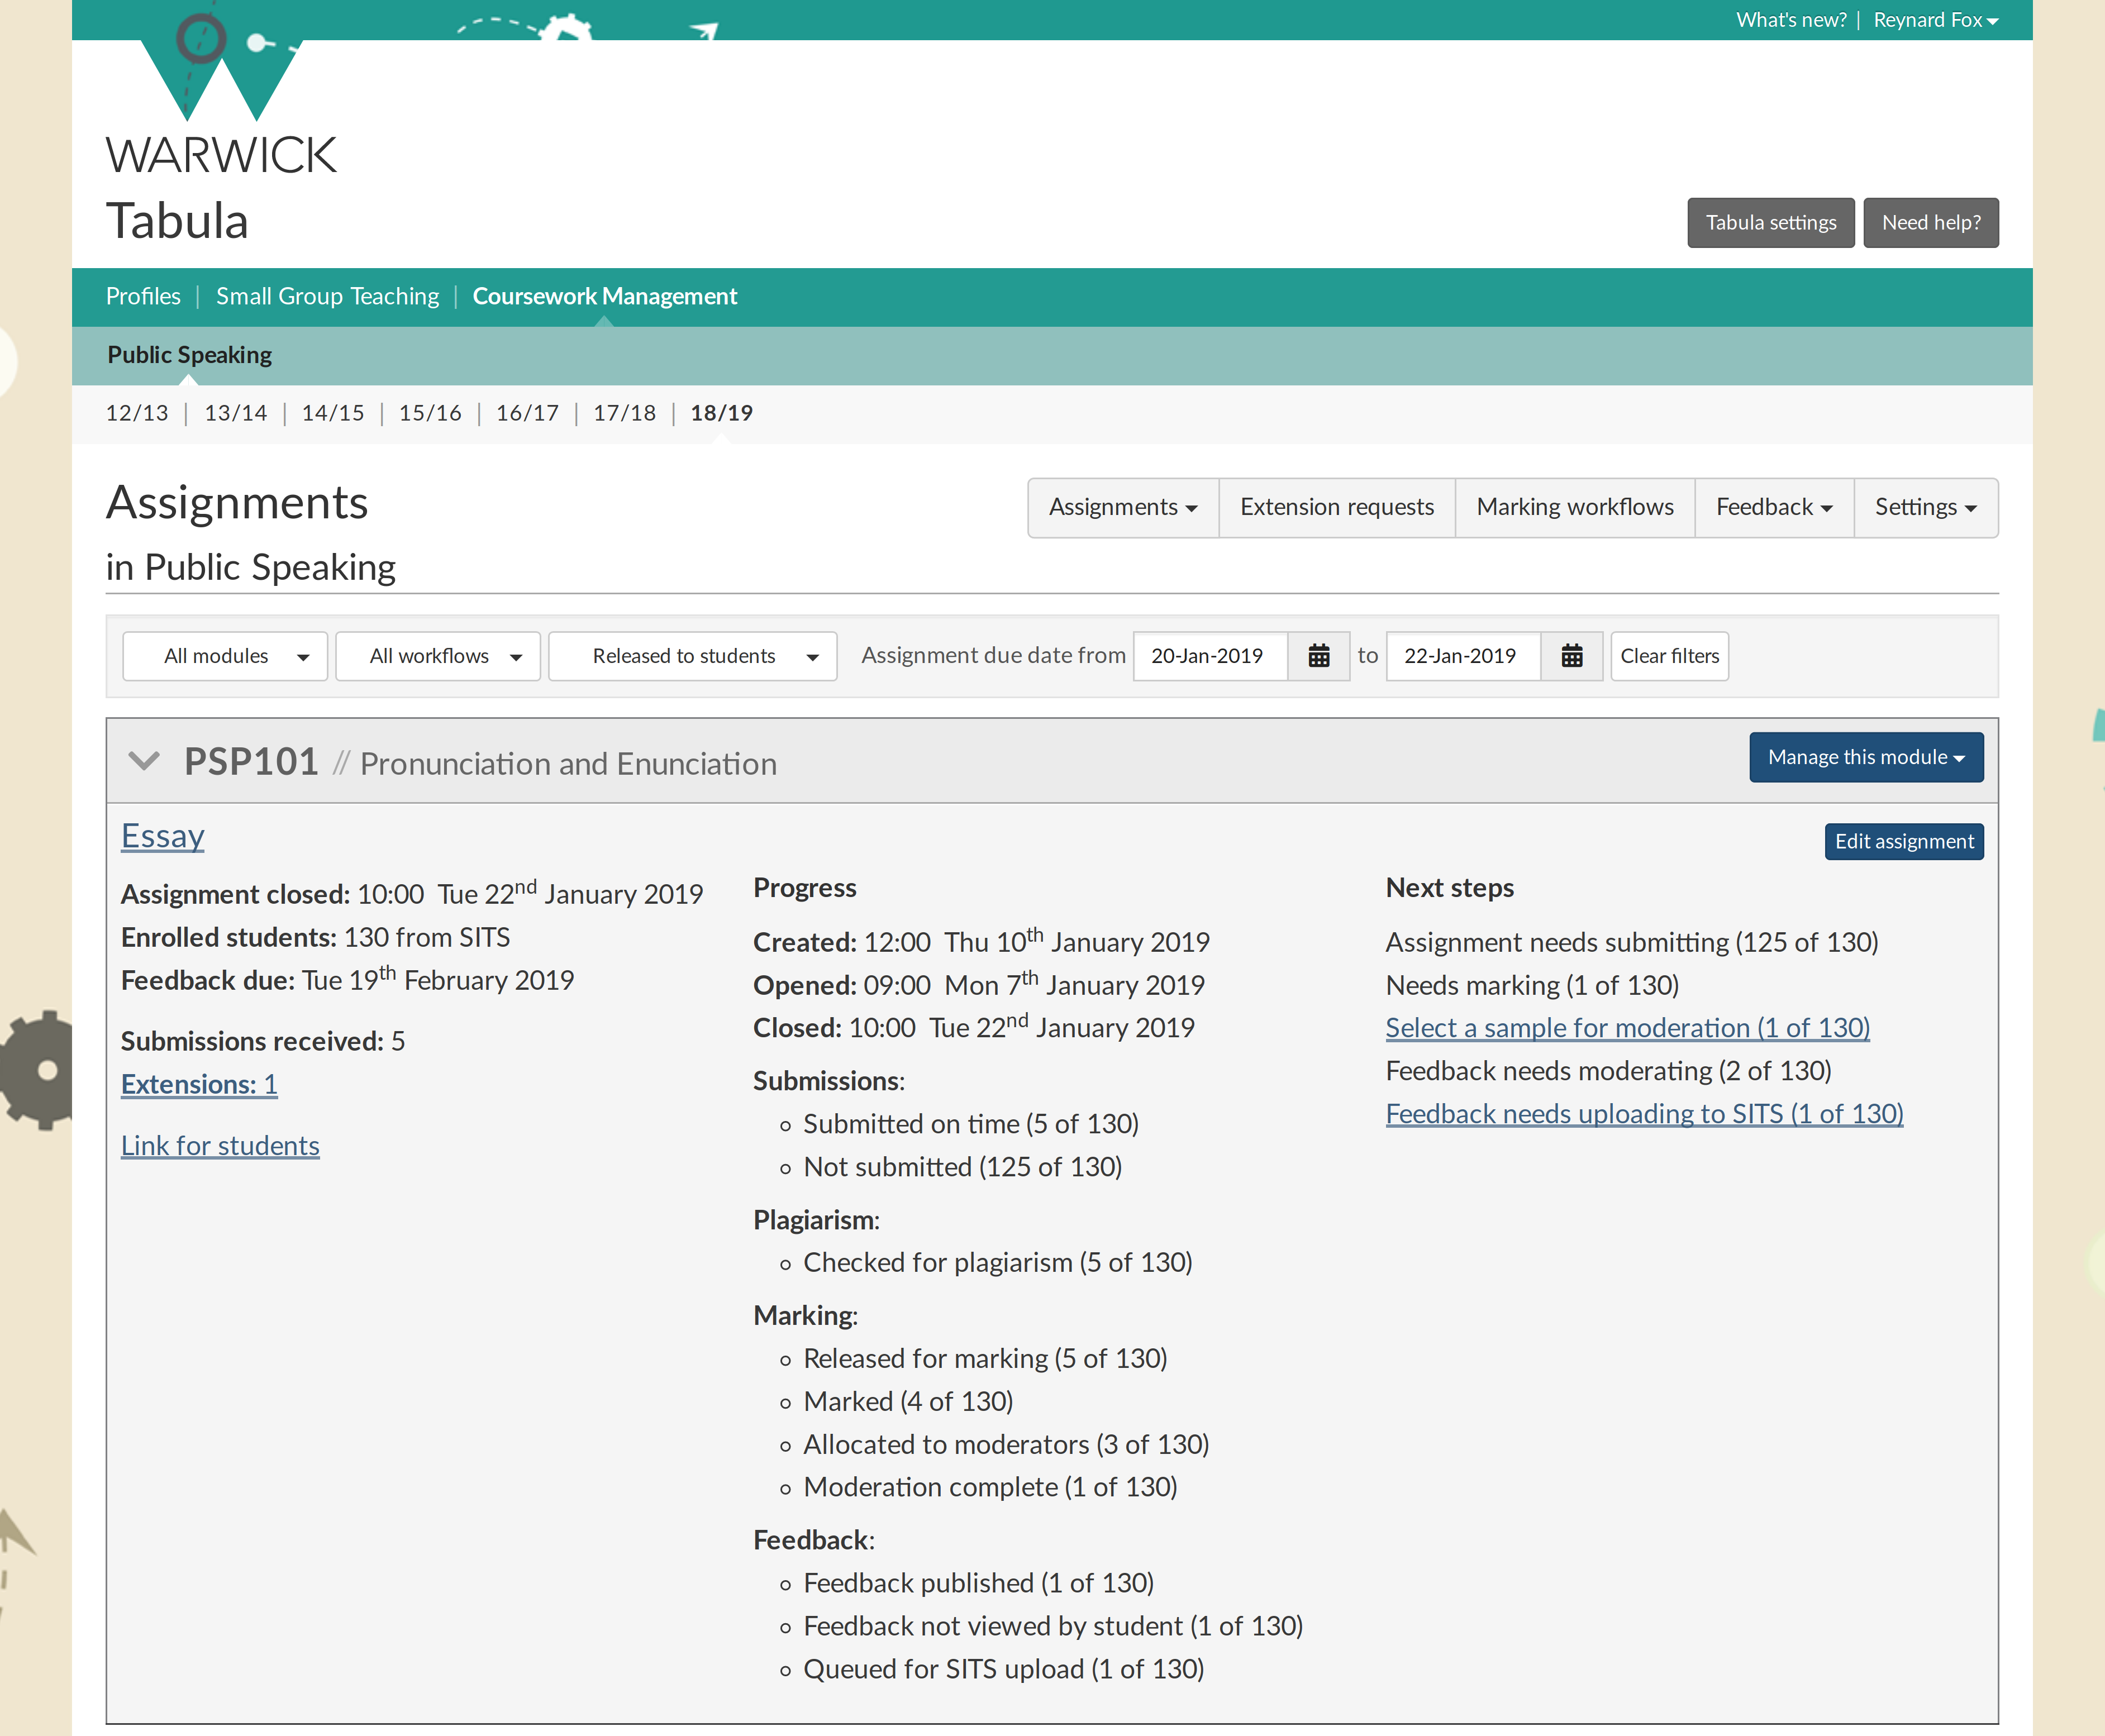 What's new? | Reynard Fox
WARWICK
Tabula
Tabula settings Need help?
Profiles | Small Group Teaching | Coursework Management
Public Speaking
12/13 | 13/14 | 14/15 | 15/16 | 16/17 | 17/18 | 18/19
Assignments
in Public Speaking
Assignments Extension requests Marking workflows Feedback Settings
All modules All workflows Released to students Assignment due date from 20-Jan-2019 to 22-Jan-2019 Clear filters
PSP101 // Pronunciation and Enunciation Manage this module
Essay
Edit assignment
Assignment closed: 10:00 Tue 22nd January 2019
Enrolled students: 130 from SITS
Feedback due: Tue 19th February 2019
Submissions received: 5
Extensions: 1
Link for students
Progress
Created: 12:00 Thu 10th January 2019
Opened: 09:00 Mon 7th January 2019
Closed: 10:00 Tue 22nd January 2019
Submissions:
Submitted on time (5 of 130)
Not submitted (125 of 130)
Plagiarism:
Checked for plagiarism (5 of 130)
Marking:
Released for marking (5 of 130)
Marked (4 of 130)
Allocated to moderators (3 of 130)
Moderation complete (1 of 130)
Feedback:
Feedback published (1 of 130)
Feedback not viewed by student (1 of 130)
Queued for SITS upload (1 of 130)
Next steps
Assignment needs submitting (125 of 130)
Needs marking (1 of 130)
Select a sample for moderation (1 of 130)
Feedback needs moderating (2 of 130)
Feedback needs uploading to SITS (1 of 130)